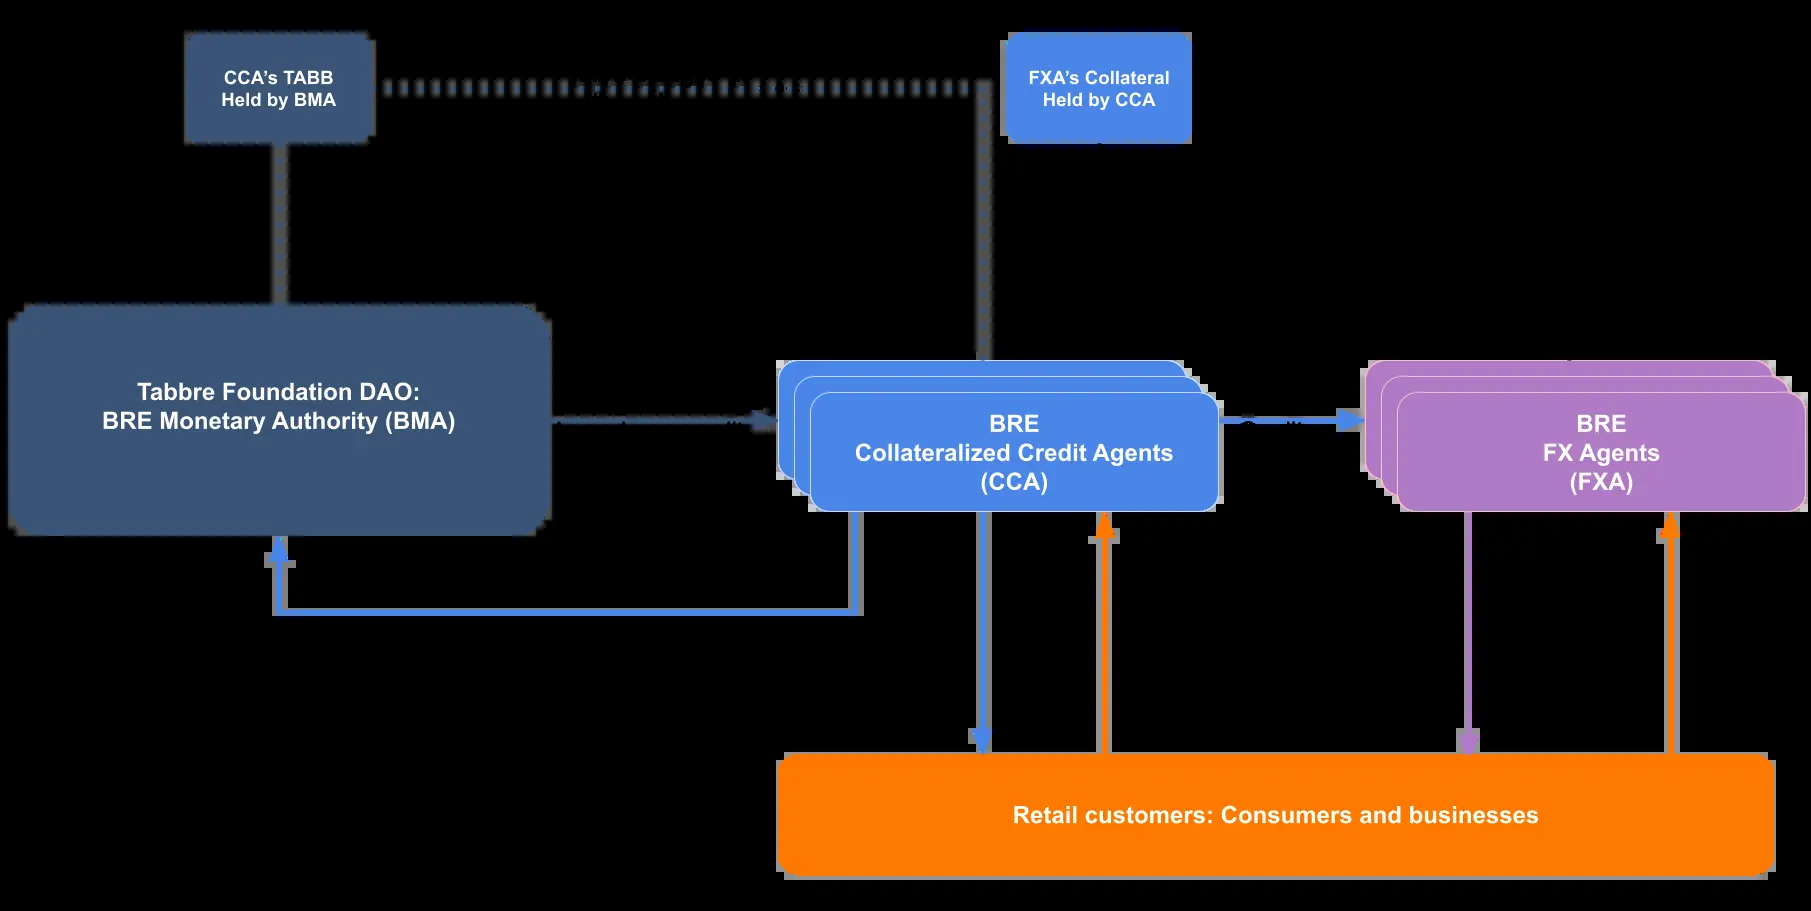 CCA’s TABB
Held by BMA
FXA’s Collateral
Held by CCA
Tabbre Foundation DAO:
BRE Monetary Authority (BMA)
BRE
Collateralized Credit Agents
(CCA)
BRE
FX Agents
(FXA)
Retail customers: Consumers and businesses